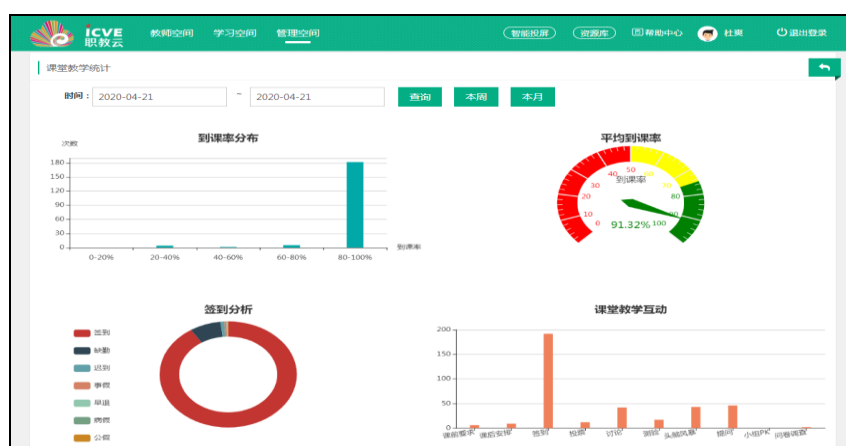 icve 职教云 教师空间 学习空间 管理空间 智能投屏 资源库 帮助中心 杜爽 退出登录
课堂教学统计
时间： 2020-04-21 ~ 2020-04-21 查询 本周 本月
到课率分布
次数
180
150
120
90
60
30
0
0-20% 20-40% 40-60% 60-80% 80-100%
到课率
平均到课率
到课率
0 10 20 30 40 50 70 80 90 100
91.32%
签到分析
签到
缺勤
迟到
事假
早退
病假
公假
课堂教学互动
200
150
100
50
0
课前要求 课后安排 签到 投票 讨论 测验 头脑风暴 提问 小组PK 问卷调查